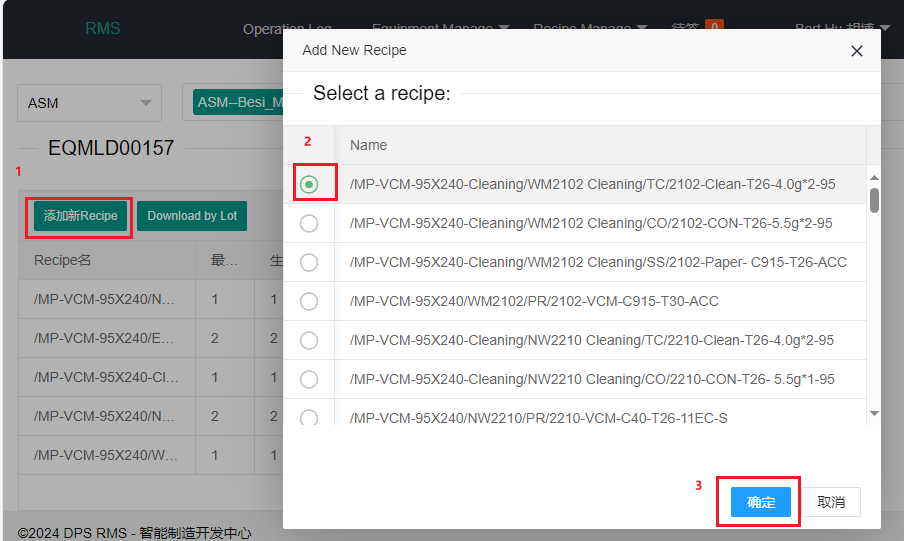 RMS Operation Log Equipment Manage Recipe Manage 待签 0 Bert Hu 胡博
Add New Recipe
ASM ASM--Besi_M
Select a recipe:
EQMLD00157
1
添加新Recipe Download by Lot
Recipe名 最... 生
/MP-VCM-95X240/N... 1 1
/MP-VCM-95X240/E... 2 2
/MP-VCM-95X240-Cl... 1 1
/MP-VCM-95X240/N... 2 2
/MP-VCM-95X240/W... 1 1
2
Name
/MP-VCM-95X240-Cleaning/WM2102 Cleaning/TC/2102-Clean-T26-4.0g*2-95
/MP-VCM-95X240-Cleaning/WM2102 Cleaning/CO/2102-CON-T26-5.5g*2-95
/MP-VCM-95X240-Cleaning/WM2102 Cleaning/SS/2102-Paper- C915-T26-ACC
/MP-VCM-95X240/WM2102/PR/2102-VCM-C915-T30-ACC
/MP-VCM-95X240-Cleaning/NW2210 Cleaning/TC/2210-Clean-T26-4.0g*2-95
/MP-VCM-95X240-Cleaning/NW2210 Cleaning/CO/2210-CON-T26- 5.5g*1-95
/MP-VCM-95X240/NW2210/PR/2210-VCM-C40-T26-11EC-S
3
确定 取消
©2024 DPS RMS - 智能制造开发中心